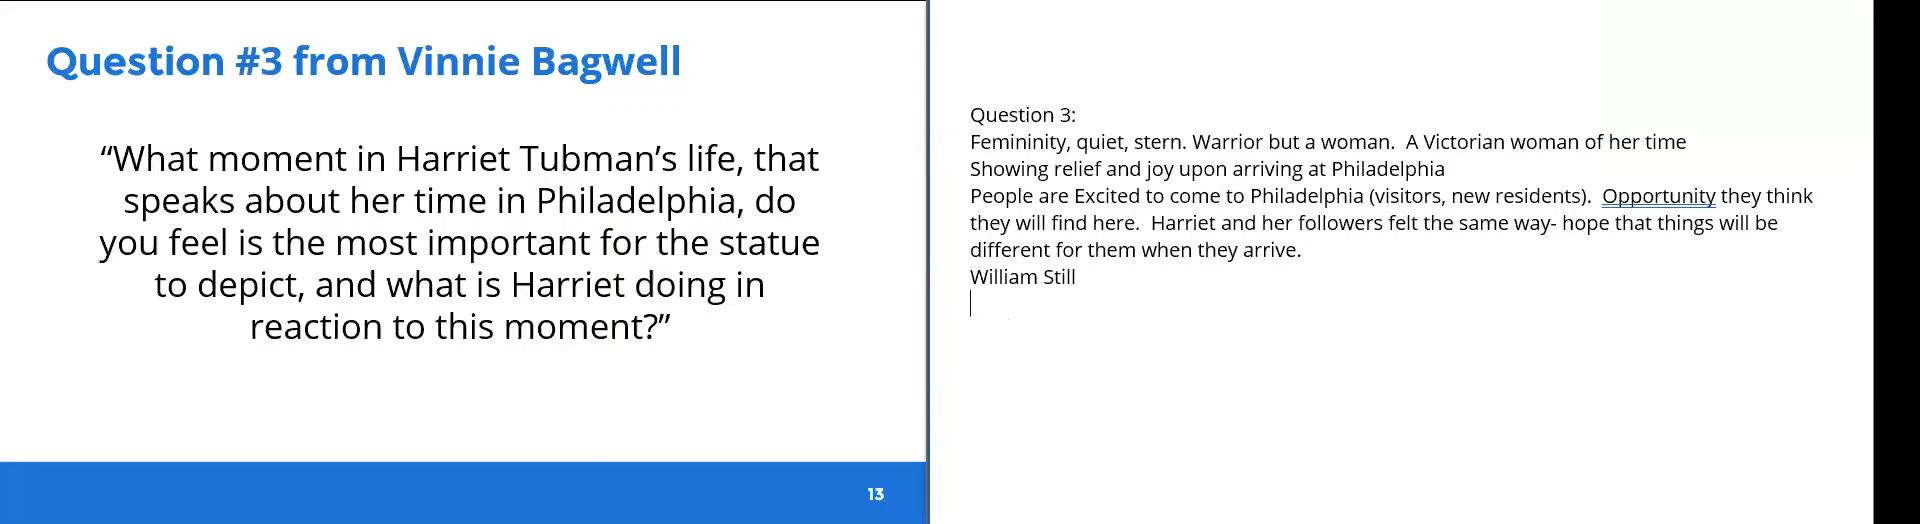 Question #3 from Vinnie Bagwell
“What moment in Harriet Tubman’s life, that
speaks about her time in Philadelphia, do
you feel is the most important for the statue
to depict, and what is Harriet doing in
reaction to this moment?”
13
Question 3:
Femininity, quiet, stern. Warrior but a woman.  A Victorian woman of her time
Showing relief and joy upon arriving at Philadelphia
People are Excited to come to Philadelphia (visitors, new residents).  Opportunity they think
they will find here.  Harriet and her followers felt the same way- hope that things will be
different for them when they arrive.
William Still